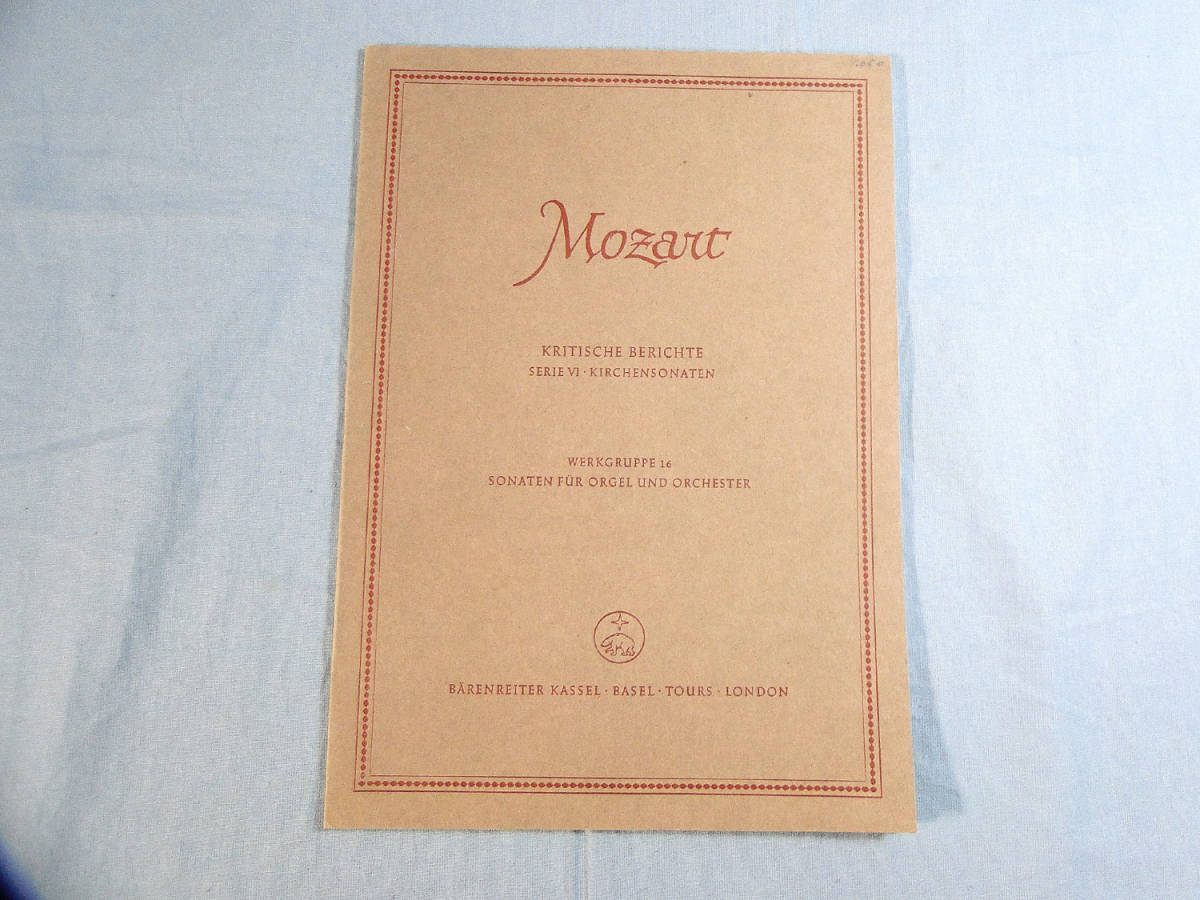 Mozart
KRITISCHE BERICHTE
SERIE VI · KIRCHENSONATEN
WERKGRUPPE 16
SONATEN FÜR ORGEL UND ORCHESTER
BÄRENREITER KASSEL · BASEL · TOURS · LONDON